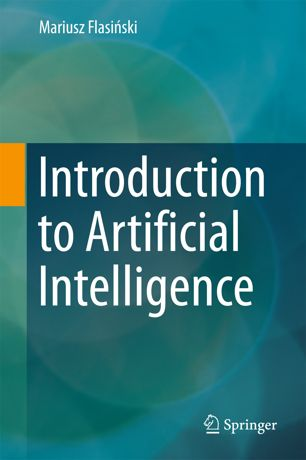 Mariusz Flasiński
Introduction
to Artificial
Intelligence
Springer